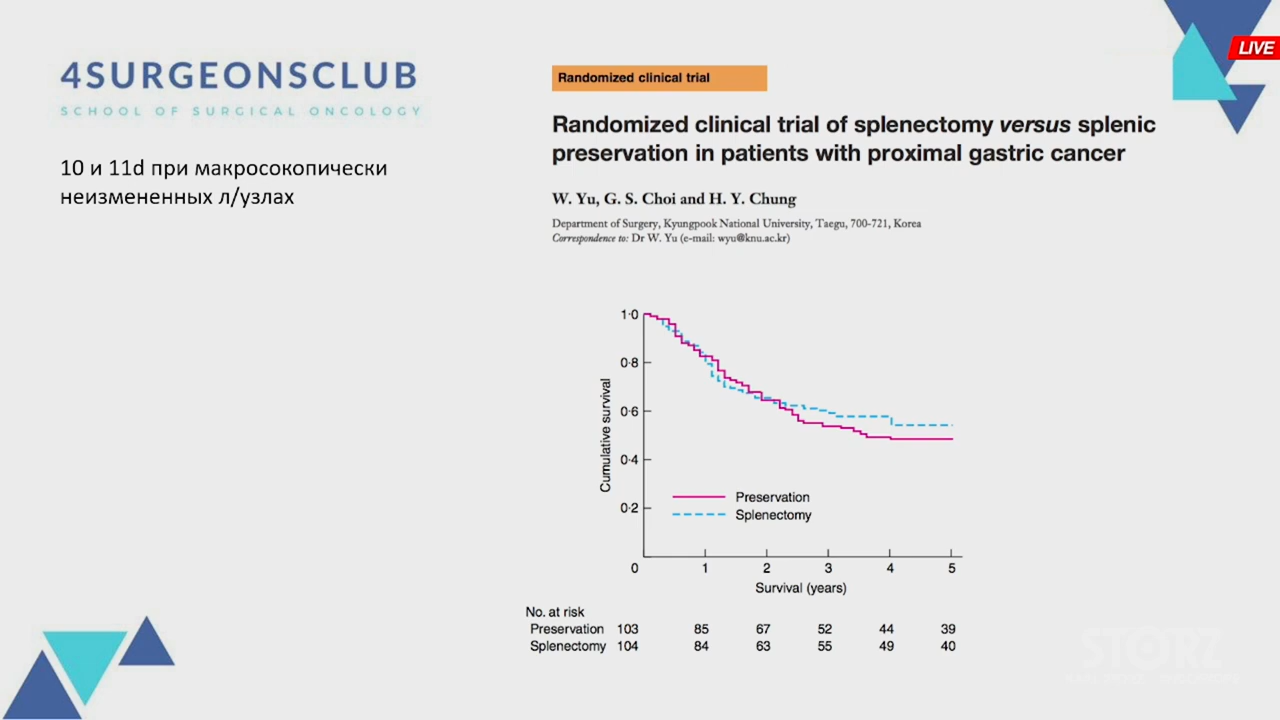 4SURGEONSCLUB
SCHOOL OF SURGICAL ONCOLOGY
LIVE
10 и 11d при макросокопически
неизмененных л/узлах
Randomized clinical trial
Randomized clinical trial of splenectomy versus splenic
preservation in patients with proximal gastric cancer
W. Yu, G. S. Choi and H. Y. Chung
Department of Surgery, Kyungpook National University, Taegu, 700-721, Korea
Correspondence to: Dr W. Yu (e-mail: wyu@knu.ac.kr)
1·0
0·8
0·6
0·4
0·2
Cumulative survival
Preservation
Splenectomy
0 1 2 3 4 5
Survival (years)
No. at risk
Preservation 103 85 67 52 44 39
Splenectomy 104 84 63 55 49 40
STORZ